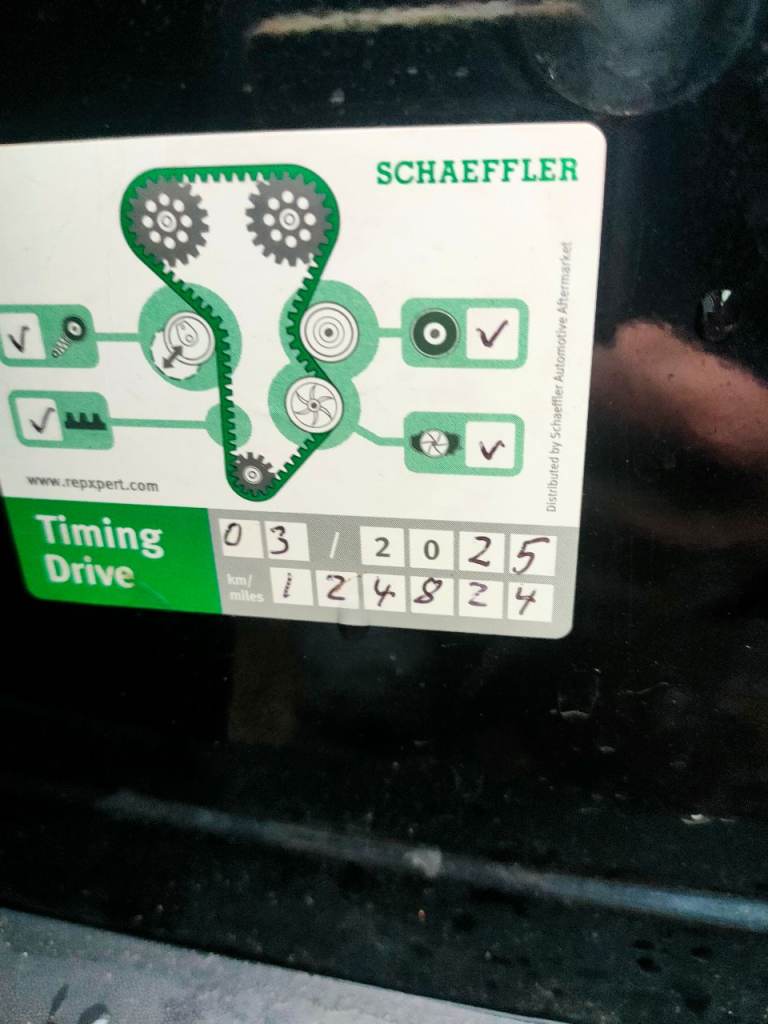 SCHAEFFLER
Distributed by Schaeffler Automotive Aftermarket
www.repxpert.com
Timing
Drive
03 / 2025
km/
miles
124824